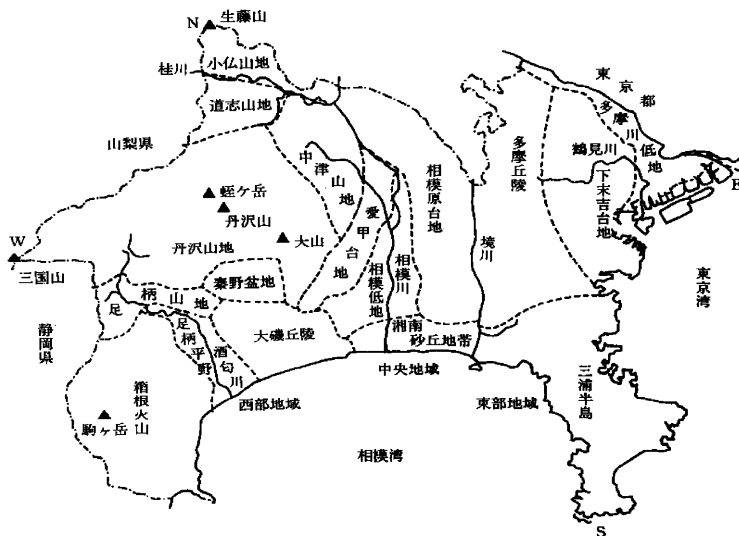 N
生藤山
小仏山地
桂川
道志山地
山梨県
東京都
多摩川低地
鶴見川
下末吉台地
E
多摩丘陵
相模原台地
中津山地
蛭ケ岳
丹沢山
大山
丹沢山地
愛甲台地
相模川
相模低地
境川
W
三国山
秦野盆地
足柄山地
足柄平野
酒匂川
大磯丘陵
湘南
砂丘地帯
東京湾
静岡県
箱根火山
駒ヶ岳
西部地域
中央地域
東部地域
三浦半島
相模湾
S